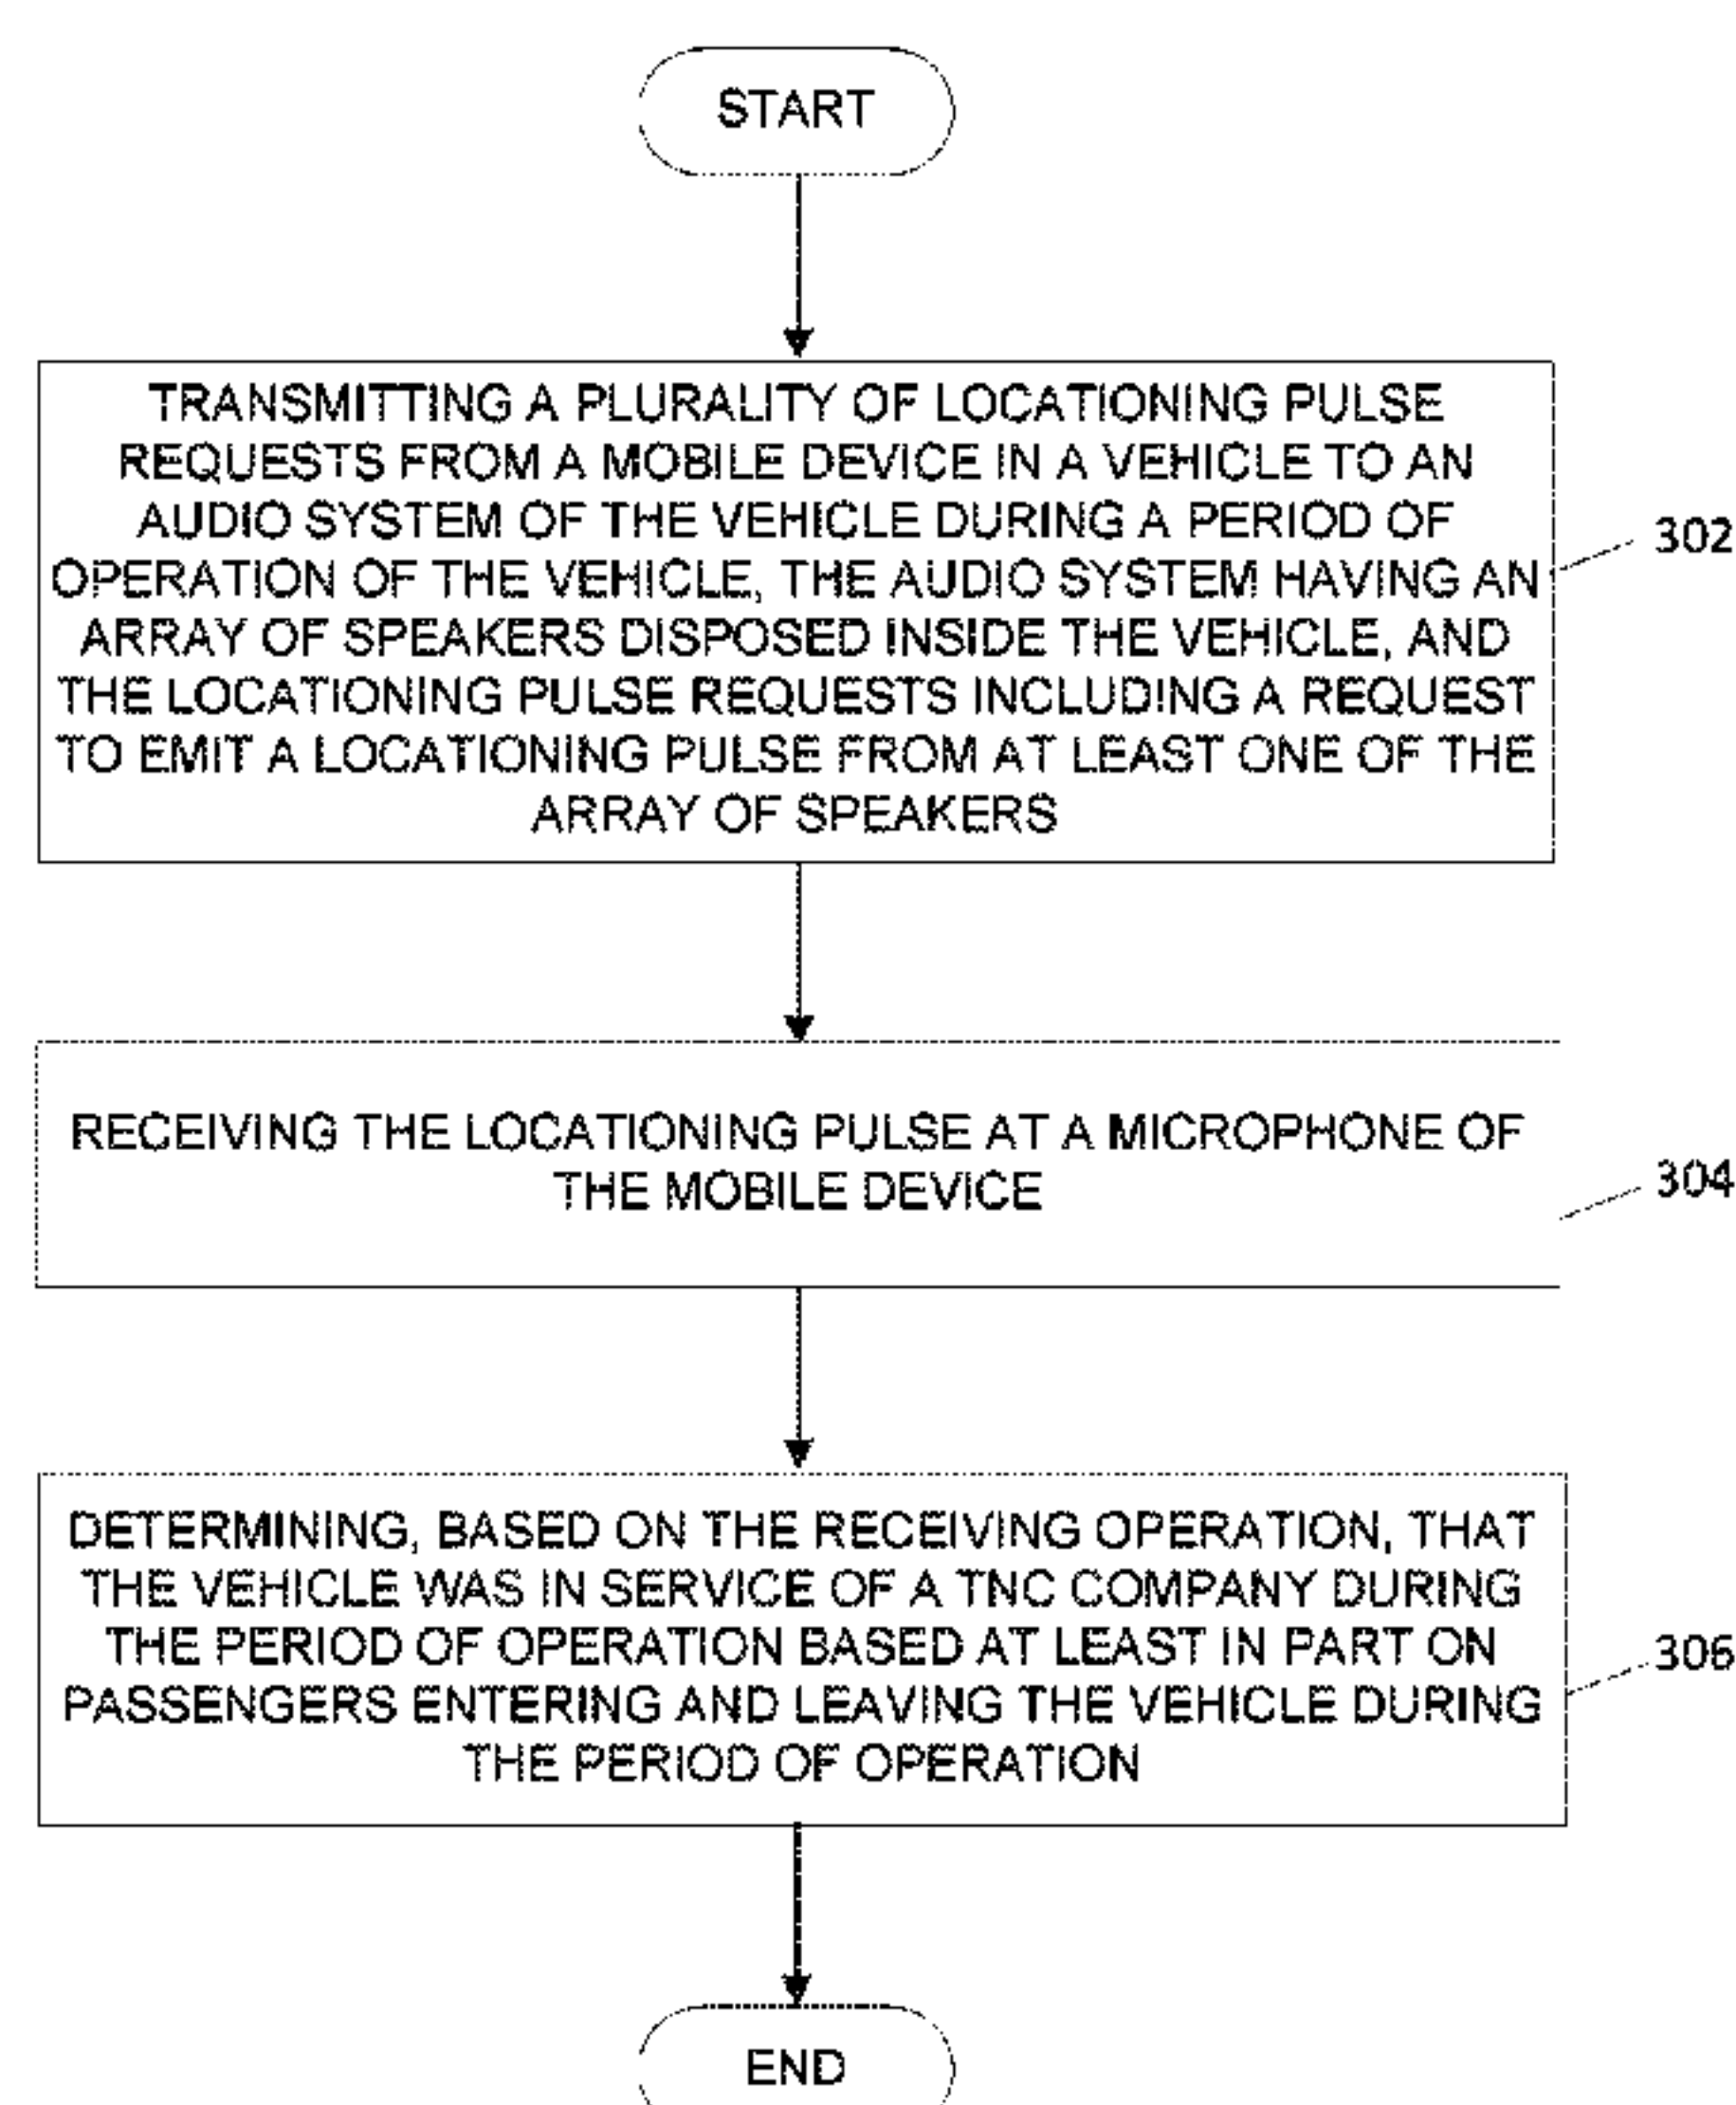 START
TRANSMITTING A PLURALITY OF LOCATIONING PULSE
REQUESTS FROM A MOBILE DEVICE IN A VEHICLE TO AN
AUDIO SYSTEM OF THE VEHICLE DURING A PERIOD OF
OPERATION OF THE VEHICLE, THE AUDIO SYSTEM HAVING AN
ARRAY OF SPEAKERS DISPOSED INSIDE THE VEHICLE, AND
THE LOCATIONING PULSE REQUESTS INCLUDING A REQUEST
TO EMIT A LOCATIONING PULSE FROM AT LEAST ONE OF THE
ARRAY OF SPEAKERS
302
RECEIVING THE LOCATIONING PULSE AT A MICROPHONE OF
THE MOBILE DEVICE
304
DETERMINING, BASED ON THE RECEIVING OPERATION, THAT
THE VEHICLE WAS IN SERVICE OF A TNC COMPANY DURING
THE PERIOD OF OPERATION BASED AT LEAST IN PART ON
PASSENGERS ENTERING AND LEAVING THE VEHICLE DURING
THE PERIOD OF OPERATION
306
END